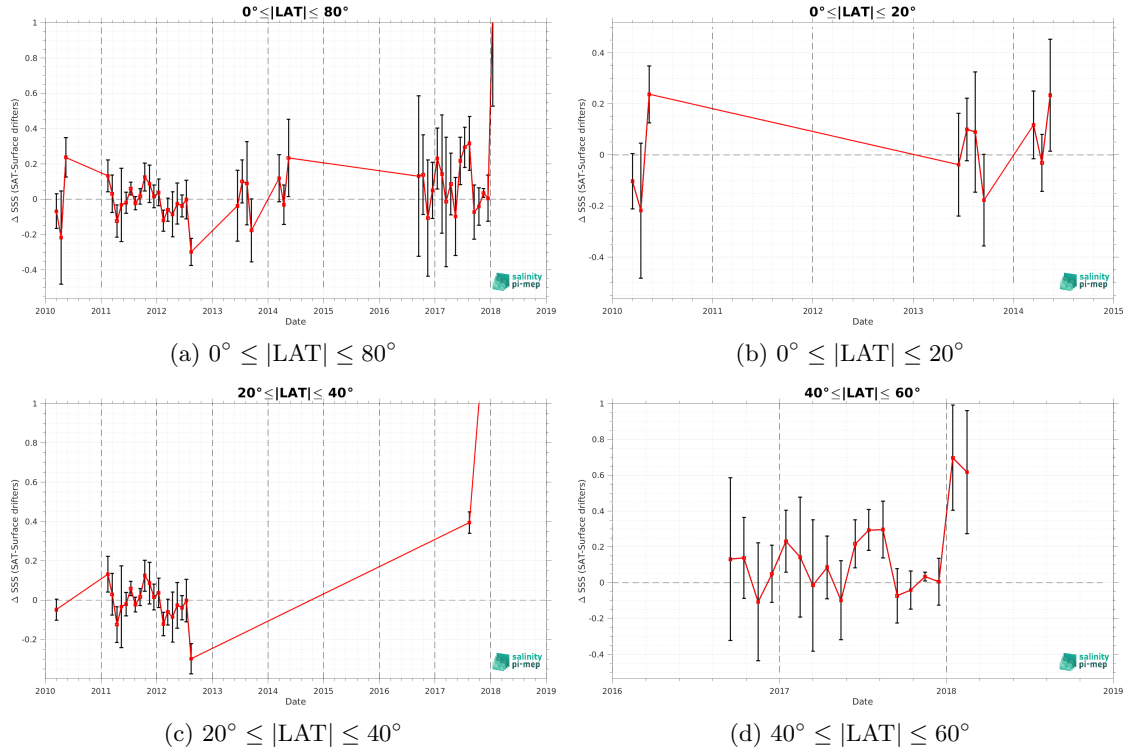 0°≤|LAT|≤ 80°
1
0.8
0.6
0.4
0.2
0
-0.2
-0.4
Δ SSS (SAT-Surface drifters)
salinity
pi-mep
2010 2011 2012 2013 2014 2015 2016 2017 2018 2019
Date
(a) 0° ≤ |LAT| ≤ 80°
0°≤|LAT|≤ 20°
0.4
0.2
0
-0.2
-0.4
Δ SSS (SAT-Surface drifters)
salinity
pi-mep
2010 2011 2012 2013 2014 2015
Date
(b) 0° ≤ |LAT| ≤ 20°
20°≤|LAT|≤ 40°
1
0.8
0.6
0.4
0.2
0
-0.2
Δ SSS (SAT-Surface drifters)
salinity
pi-mep
2010 2011 2012 2013 2014 2015 2016 2017 2018 2019
Date
(c) 20° ≤ |LAT| ≤ 40°
40°≤|LAT|≤ 60°
1
0.8
0.6
0.4
0.2
0
-0.2
-0.4
Δ SSS (SAT-Surface drifters)
salinity
pi-mep
2016 2017 2018 2019
Date
(d) 40° ≤ |LAT| ≤ 60°